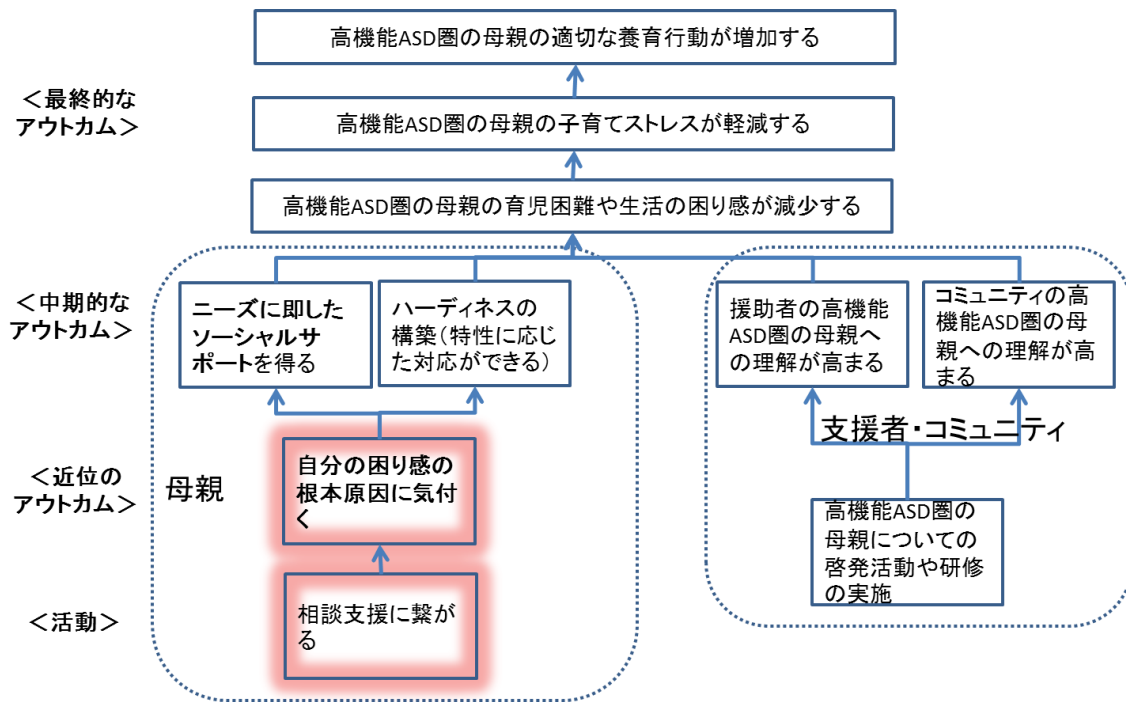 高機能ASD圏の母親の適切な養育行動が増加する
＜最終的な
アウトカム＞
高機能ASD圏の母親の子育てストレスが軽減する
高機能ASD圏の母親の育児困難や生活の困り感が減少する
＜中期的な
アウトカム＞
ニーズに即した
ソーシャルサ
ポートを得る
ハーディネスの
構築（特性に応じ
た対応ができる）
援助者の高機能
ASD圏の母親へ
の理解が高まる
コミュニティの高
機能ASD圏の母
親への理解が高
まる
支援者・コミュニティ
＜近位の
アウトカム＞
母親
自分の困り感の
根本原因に気付
く
高機能ASD圏の
母親についての
啓発活動や研修
の実施
＜活動＞
相談支援に繋が
る